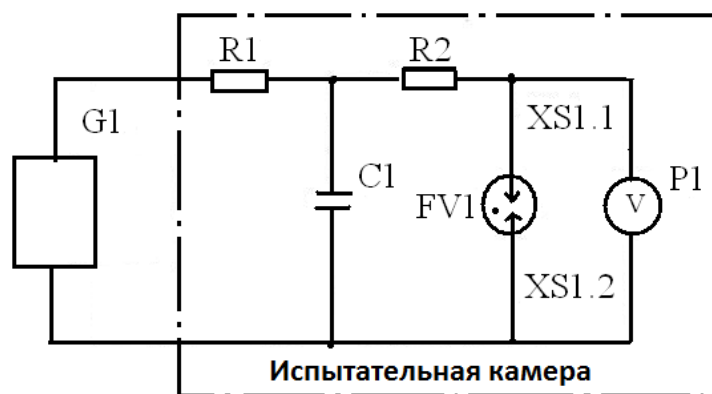 R1
R2
G1
XS1.1
C1
FV1
V
P1
XS1.2
Испытательная камера